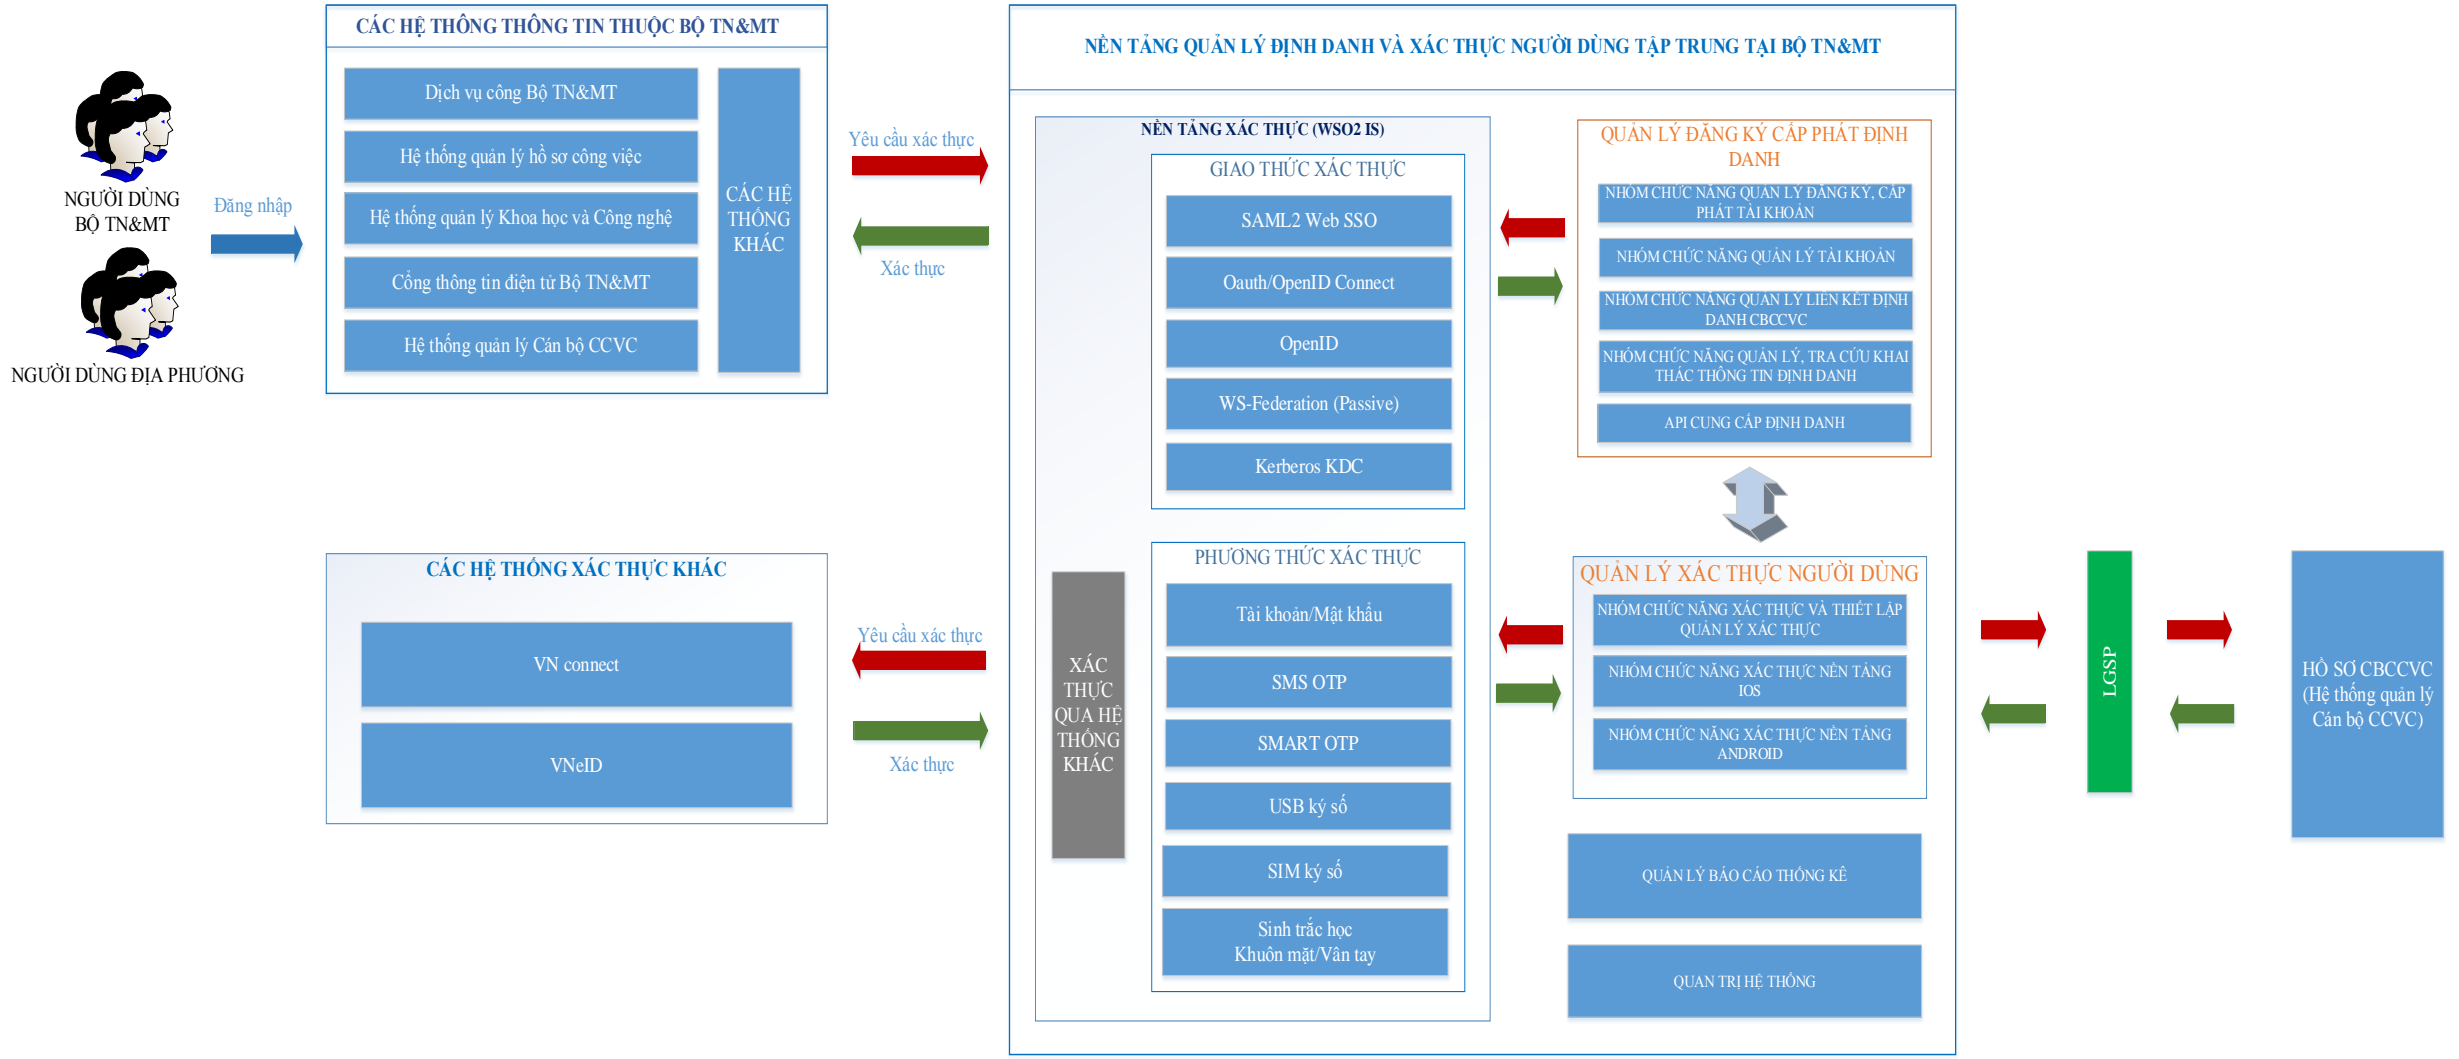 NGƯỜI DÙNG
BỘ TN&MT
NGƯỜI DÙNG ĐỊA PHƯƠNG
Đăng nhập
CÁC HỆ THÔNG THÔNG TIN THUỘC BỘ TN&MT
Dịch vụ công Bộ TN&MT
Hệ thống quản lý hồ sơ công việc
Hệ thống quản lý Khoa học và Công nghệ
Cổng thông tin điện tử Bộ TN&MT
Hệ thống quản lý Cán bộ CCVC
CÁC HỆ
THỐNG
KHÁC
Yêu cầu xác thực
Xác thực
CÁC HỆ THỐNG XÁC THỰC KHÁC
VN connect
VNeID
Yêu cầu xác thực
Xác thực
NỀN TẢNG QUẢN LÝ ĐỊNH DANH VÀ XÁC THỰC NGƯỜI DÙNG TẬP TRUNG TẠI BỘ TN&MT
NỀN TẢNG XÁC THỰC (WSO2 IS)
GIAO THỨC XÁC THỰC
SAML2 Web SSO
Oauth/OpenID Connect
OpenID
WS-Federation (Passive)
Kerberos KDC
XÁC
THỰC
QUA HỆ
THỐNG
KHÁC
PHƯƠNG THỨC XÁC THỰC
Tài khoản/Mật khẩu
SMS OTP
SMART OTP
USB ký số
SIM ký số
Sinh trắc học
Khuôn mặt/Vân tay
QUẢN LÝ ĐĂNG KÝ CẤP PHÁT ĐỊNH
DANH
NHÓM CHỨC NĂNG QUẢN LÝ ĐĂNG KÝ, CẤP
PHÁT TÀI KHOẢN
NHÓM CHỨC NĂNG QUẢN LÝ TÀI KHOẢN
NHÓM CHỨC NĂNG QUẢN LÝ LIÊN KẾT ĐỊNH
DANH CBCCVC
NHÓM CHỨC NĂNG QUẢN LÝ, TRA CỨU KHAI
THÁC THÔNG TIN ĐỊNH DANH
API CUNG CẤP ĐỊNH DANH
QUẢN LÝ XÁC THỰC NGƯỜI DÙNG
NHÓM CHỨC NĂNG XÁC THỰC VÀ THIẾT LẬP
QUẢN LÝ XÁC THỰC
NHÓM CHỨC NĂNG XÁC THỰC NỀN TẢNG
IOS
NHÓM CHỨC NĂNG XÁC THỰC NỀN TẢNG
ANDROID
QUẢN LÝ BÁO CÁO THỐNG KÊ
QUẢN TRỊ HỆ THỐNG
LGSP
HỒ SƠ CBCCVC
(Hệ thống quản lý
Cán bộ CCVC)